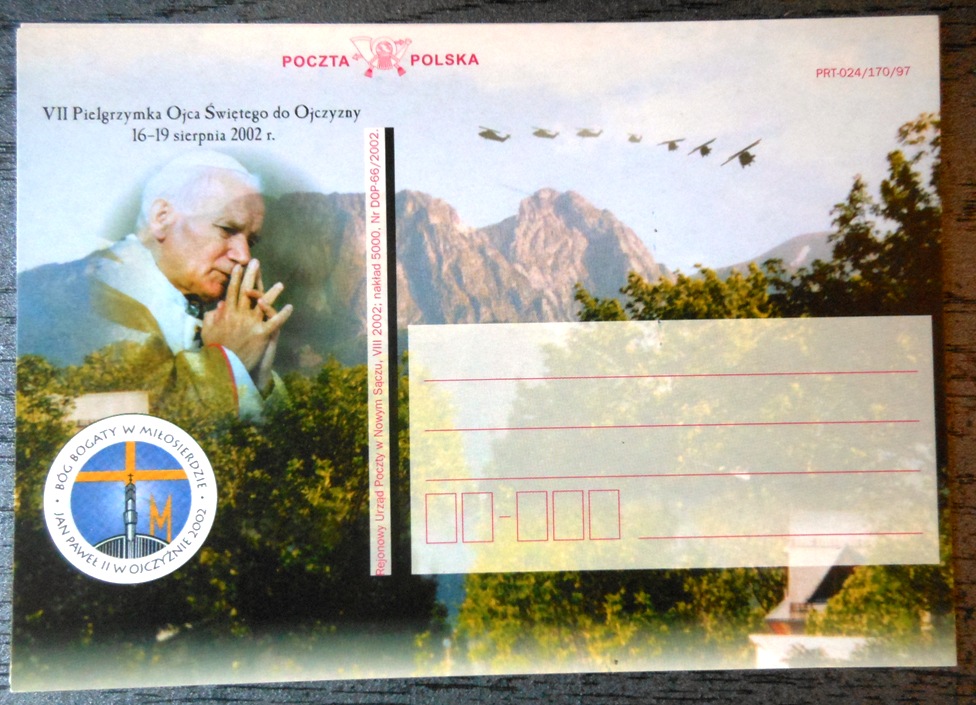 POCZTA POLSKA
PRT-024/170/97
VII Pielgrzymka Ojca Świętego do Ojczyzny
16-19 sierpnia 2002 r.
Rejonowy Urząd Poczty w Nowym Sączu, VIII 2002; nakład 5000, Nr DOP-66/2002.
• BÓG BOGATY W MIŁOSIERDZIE •
JAN PAWEŁ II W OJCZYŹNIE 2002
M